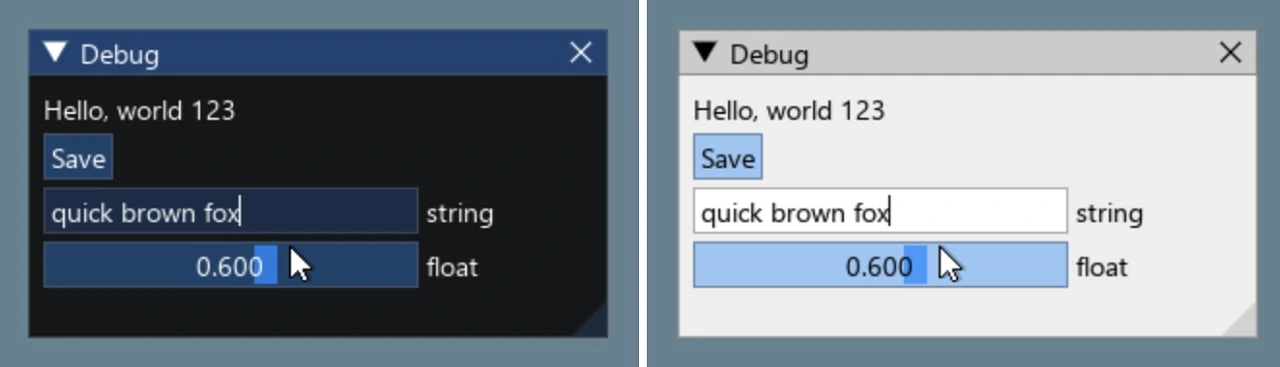 Debug
Hello, world 123
Save
quick brown fox string
0.600 float
Debug
Hello, world 123
Save
quick brown fox string
0.600 float